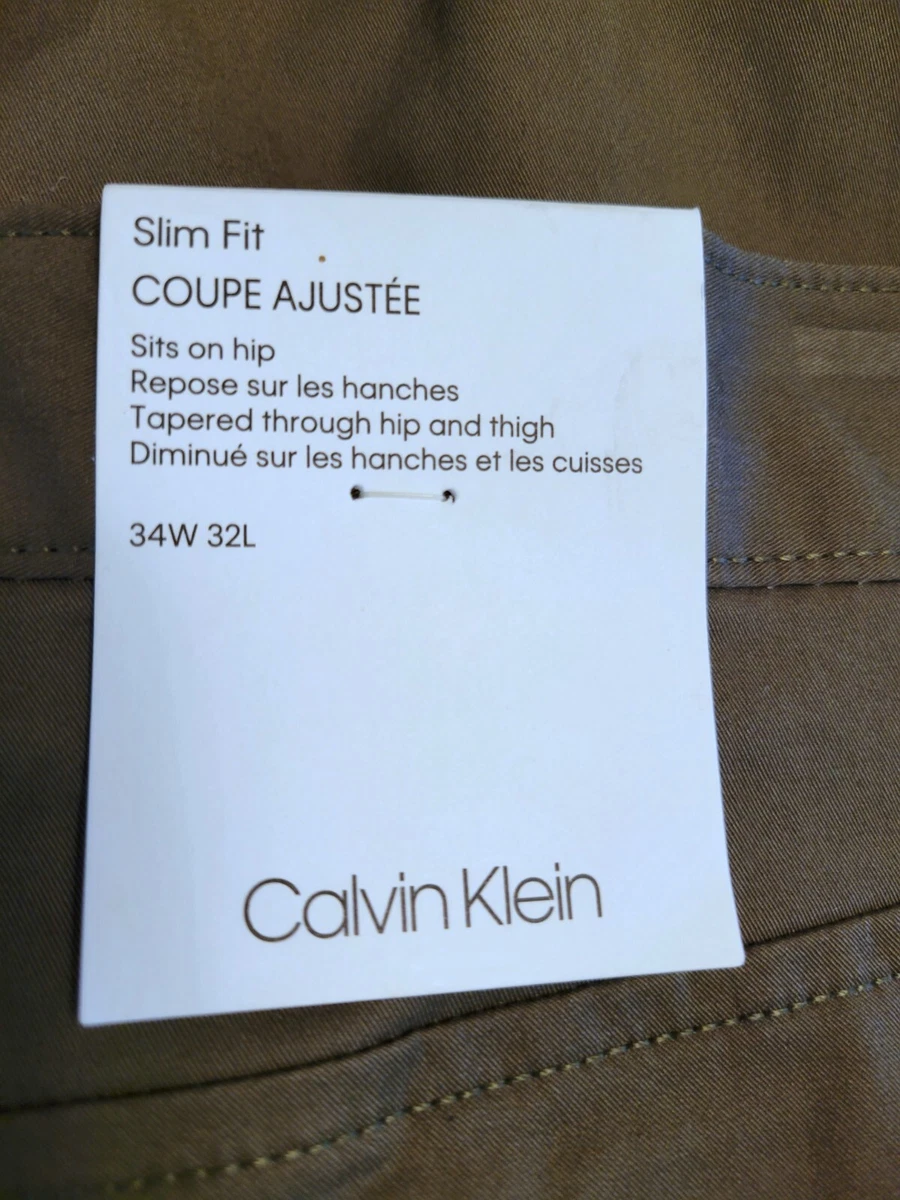 Slim Fit
COUPE AJUSTÉE
Sits on hip
Repose sur les hanches
Tapered through hip and thigh
Diminué sur les hanches et les cuisses
34W 32L
Calvin Klein